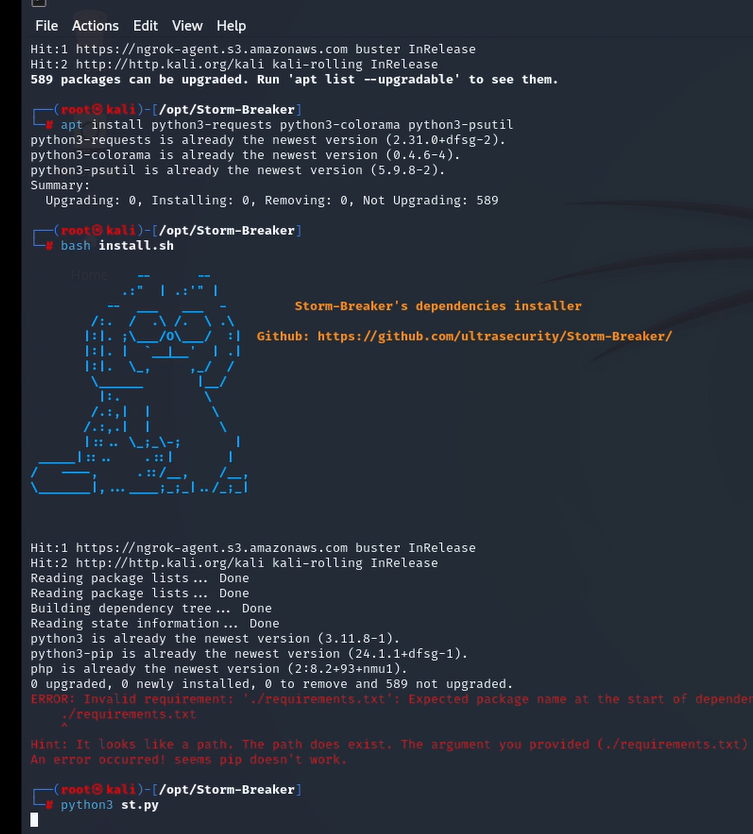 File Actions Edit View Help
Hit:1 https://ngrok-agent.s3.amazonaws.com buster InRelease
Hit:2 http://http.kali.org/kali kali-rolling InRelease
589 packages can be upgraded. Run 'apt list --upgradable' to see them.
┌──(root㉿kali)-[/opt/Storm-Breaker]
└─# apt install python3-requests python3-colorama python3-psutil
python3-requests is already the newest version (2.31.0+dfsg-2).
python3-colorama is already the newest version (0.4.6-4).
python3-psutil is already the newest version (5.9.8-2).
Summary:
Upgrading: 0, Installing: 0, Removing: 0, Not Upgrading: 589
┌──(root㉿kali)-[/opt/Storm-Breaker]
└─# bash install.sh
Home
Storm-Breaker's dependencies installer
Github: https://github.com/ultrasecurity/Storm-Breaker/
Hit:1 https://ngrok-agent.s3.amazonaws.com buster InRelease
Hit:2 http://http.kali.org/kali kali-rolling InRelease
Reading package lists... Done
Reading package lists... Done
Building dependency tree... Done
Reading state information... Done
python3 is already the newest version (3.11.8-1).
python3-pip is already the newest version (24.1.1+dfsg-1).
php is already the newest version (2:8.2+93+nmu1).
0 upgraded, 0 newly installed, 0 to remove and 589 not upgraded.
ERROR: Invalid requirement: './requirements.txt': Expected package name at the start of dependen
./requirements.txt
^
Hint: It looks like a path. The path does exist. The argument you provided (./requirements.txt)
An error occurred! seems pip doesn't work.
┌──(root㉿kali)-[/opt/Storm-Breaker]
└─# python3 st.py